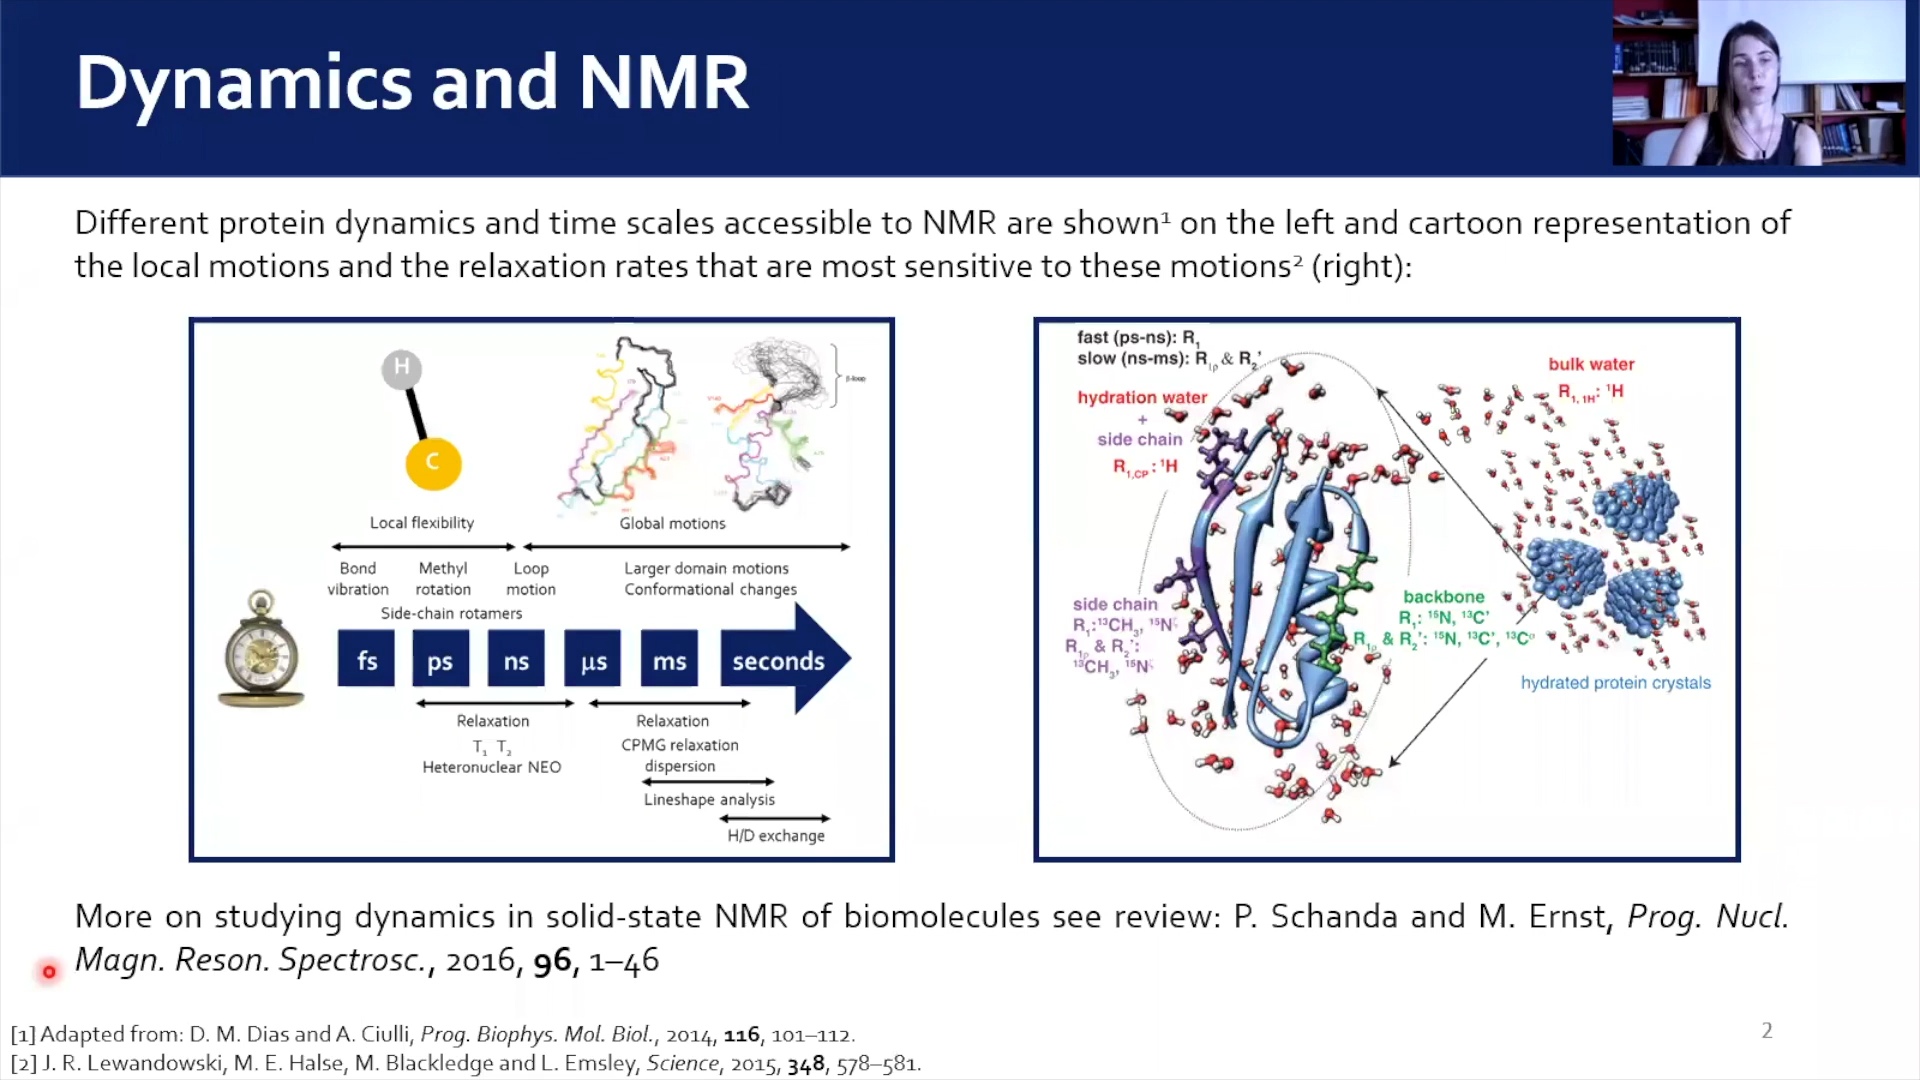 Dynamics and NMR
Different protein dynamics and time scales accessible to NMR are shown¹ on the left and cartoon representation of
the local motions and the relaxation rates that are most sensitive to these motions² (right):
H
C
Local flexibility
Global motions
Bond
vibration
Methyl
rotation
Loop
motion
Larger domain motions
Conformational changes
Side-chain rotamers
fs
ps
ns
µs
ms
seconds
Relaxation
T₁ T₂
Heteronuclear NEO
Relaxation
CPMG relaxation
dispersion
Lineshape analysis
H/D exchange
fast (ps-ns): R₁
slow (ns-ms): R₁ρ & R₂'
hydration water
+
side chain
R₁,CP : ¹H
bulk water
R₁,₁H: ¹H
side chain
R₁:¹³CH₃, ¹⁵N
R₁ρ & R₂':
¹³CH₃, ¹⁵N
backbone
R₁: ¹⁵N, ¹³C'
R₁ρ & R₂': ¹⁵N, ¹³C', ¹³C
hydrated protein crystals
More on studying dynamics in solid-state NMR of biomolecules see review: P. Schanda and M. Ernst, Prog. Nucl.
Magn. Reson. Spectrosc., 2016, 96, 1–46
[1] Adapted from: D. M. Dias and A. Ciulli, Prog. Biophys. Mol. Biol., 2014, 116, 101–112.
[2] J. R. Lewandowski, M. E. Halse, M. Blackledge and L. Emsley, Science, 2015, 348, 578–581.
2